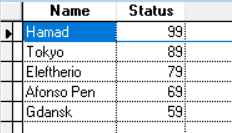 Name Status
Hamad 99
Tokyo 89
Eleftherio 79
Afonso Pen 69
Gdansk 59